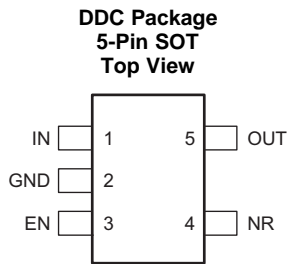 DDC Package
5-Pin SOT
Top View
IN 1 5 OUT
GND 2
EN 3 4 NR